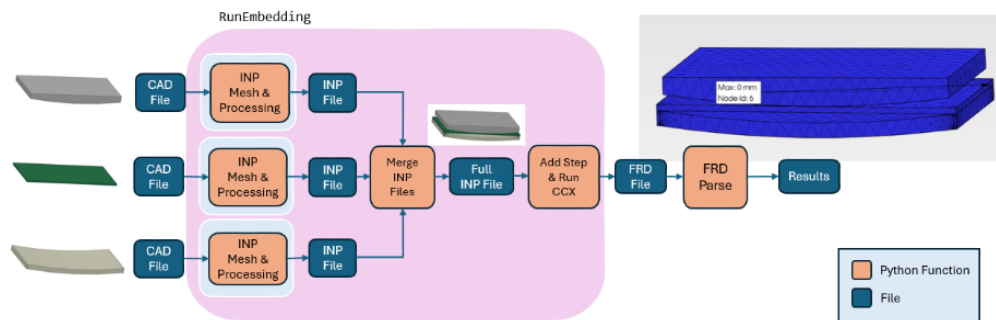 RunEmbedding
CAD
File
INP
Mesh &
Processing
INP
File
CAD
File
INP
Mesh &
Processing
INP
File
CAD
File
INP
Mesh &
Processing
INP
File
Merge
INP
Files
Full
INP File
Add Step
& Run
CCX
FRD
File
FRD
Parse
Results
Max: 0 mm
Node Id: 6
Python Function
File